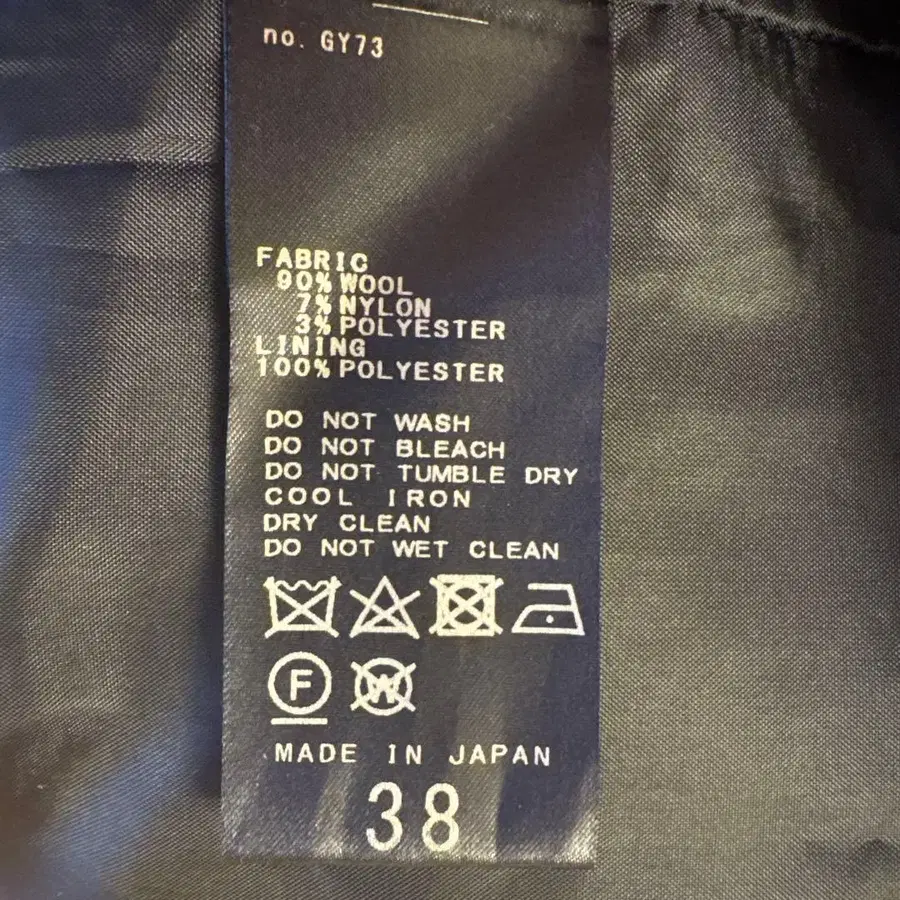 no. GY73
FABRIC
90% WOOL
7% NYLON
3% POLYESTER
LINING
100% POLYESTER
DO NOT WASH
DO NOT BLEACH
DO NOT TUMBLE DRY
COOL IRON
DRY CLEAN
DO NOT WET CLEAN
F W
MADE IN JAPAN
38